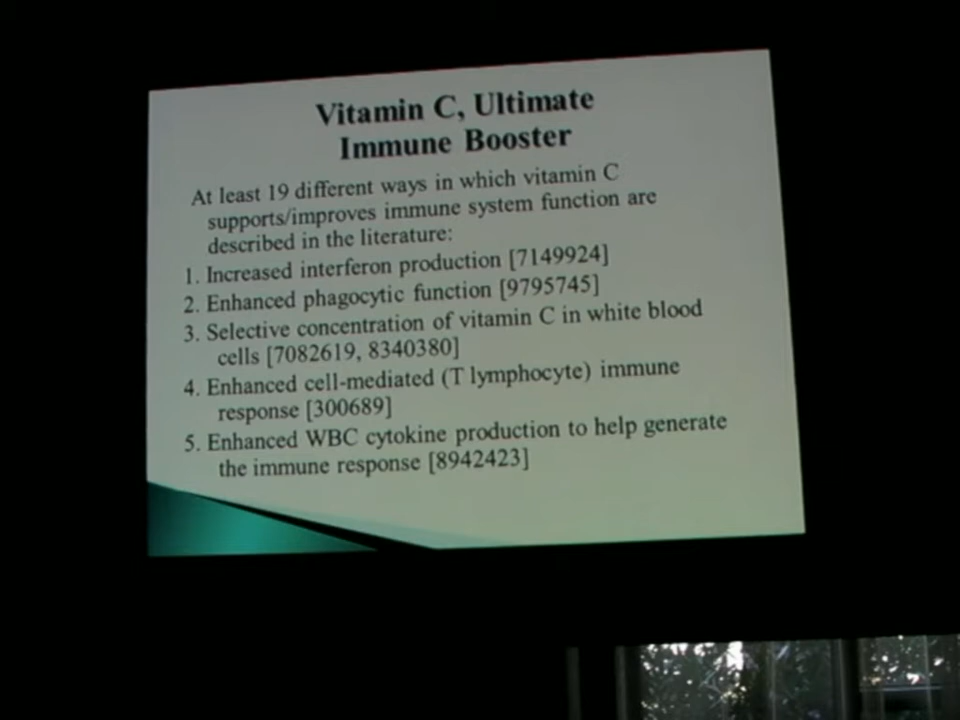 Vitamin C, Ultimate
Immune Booster
At least 19 different ways in which vitamin C
supports/improves immune system function are
described in the literature:
1. Increased interferon production [7149924]
2. Enhanced phagocytic function [9795745]
3. Selective concentration of vitamin C in white blood
cells [7082619, 8340380]
4. Enhanced cell-mediated (T lymphocyte) immune
response [300689]
5. Enhanced WBC cytokine production to help generate
the immune response [8942423]